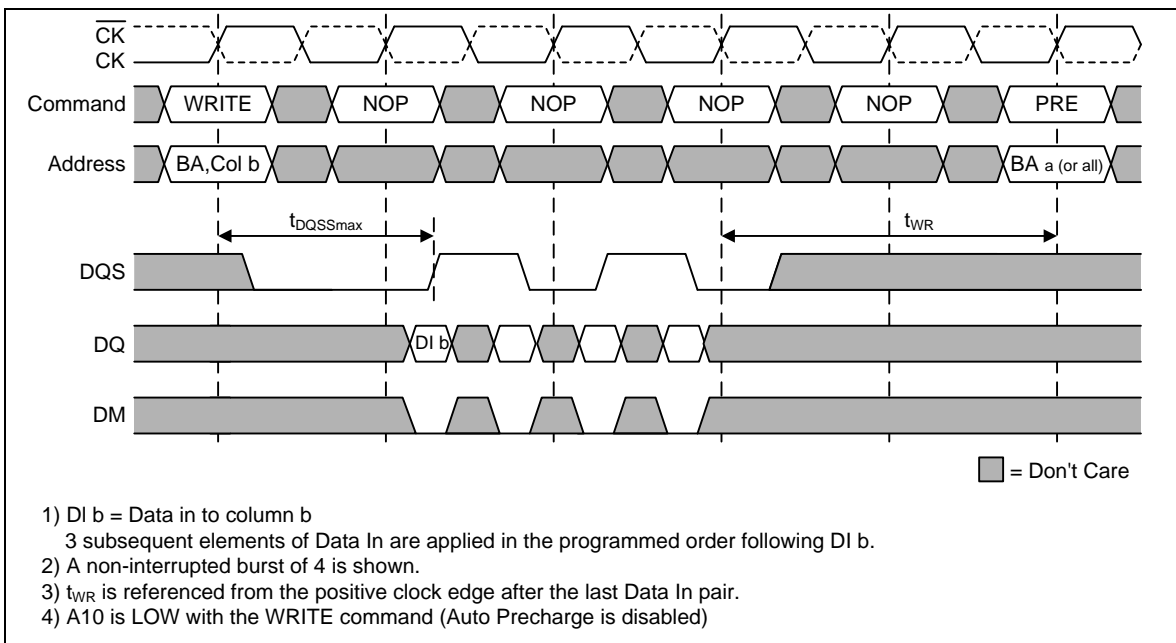 CK
CK
Command WRITE NOP NOP NOP NOP PRE
Address BA,Col b BA a (or all)
tDQSSmax tWR
DQS
DQ DI b
DM
= Don't Care
1) DI b = Data in to column b
3 subsequent elements of Data In are applied in the programmed order following DI b.
2) A non-interrupted burst of 4 is shown.
3) tWR is referenced from the positive clock edge after the last Data In pair.
4) A10 is LOW with the WRITE command (Auto Precharge is disabled)